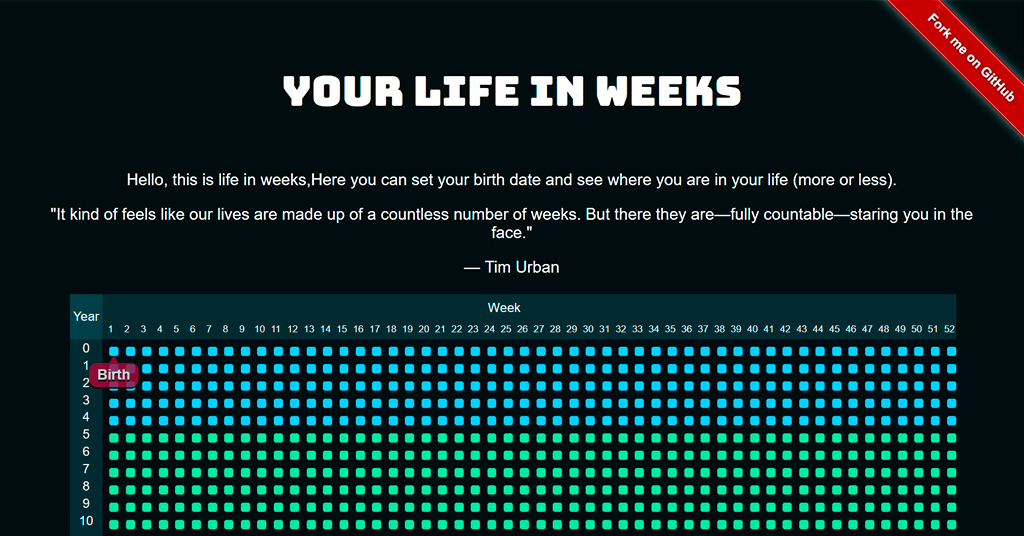 Fork me on GitHub
YOUR LIFE IN WEEKS
Hello, this is life in weeks,Here you can set your birth date and see where you are in your life (more or less).
"It kind of feels like our lives are made up of a countless number of weeks. But there they are—fully countable—staring you in the
face."
— Tim Urban
Year
Week
1 2 3 4 5 6 7 8 9 10 11 12 13 14 15 16 17 18 19 20 21 22 23 24 25 26 27 28 29 30 31 32 33 34 35 36 37 38 39 40 41 42 43 44 45 46 47 48 49 50 51 52
0
1
Birth
2
3
4
5
6
7
8
9
10